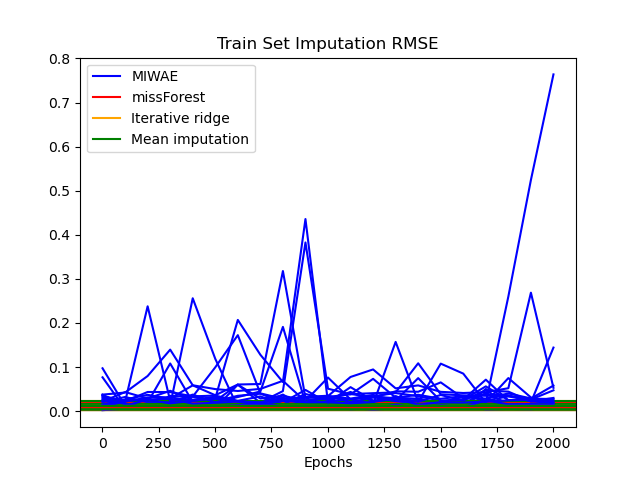 Train Set Imputation RMSE
0.8
0.7
0.6
0.5
0.4
0.3
0.2
0.1
0.0
MIWAE
missForest
Iterative ridge
Mean imputation
0 250 500 750 1000 1250 1500 1750 2000
Epochs